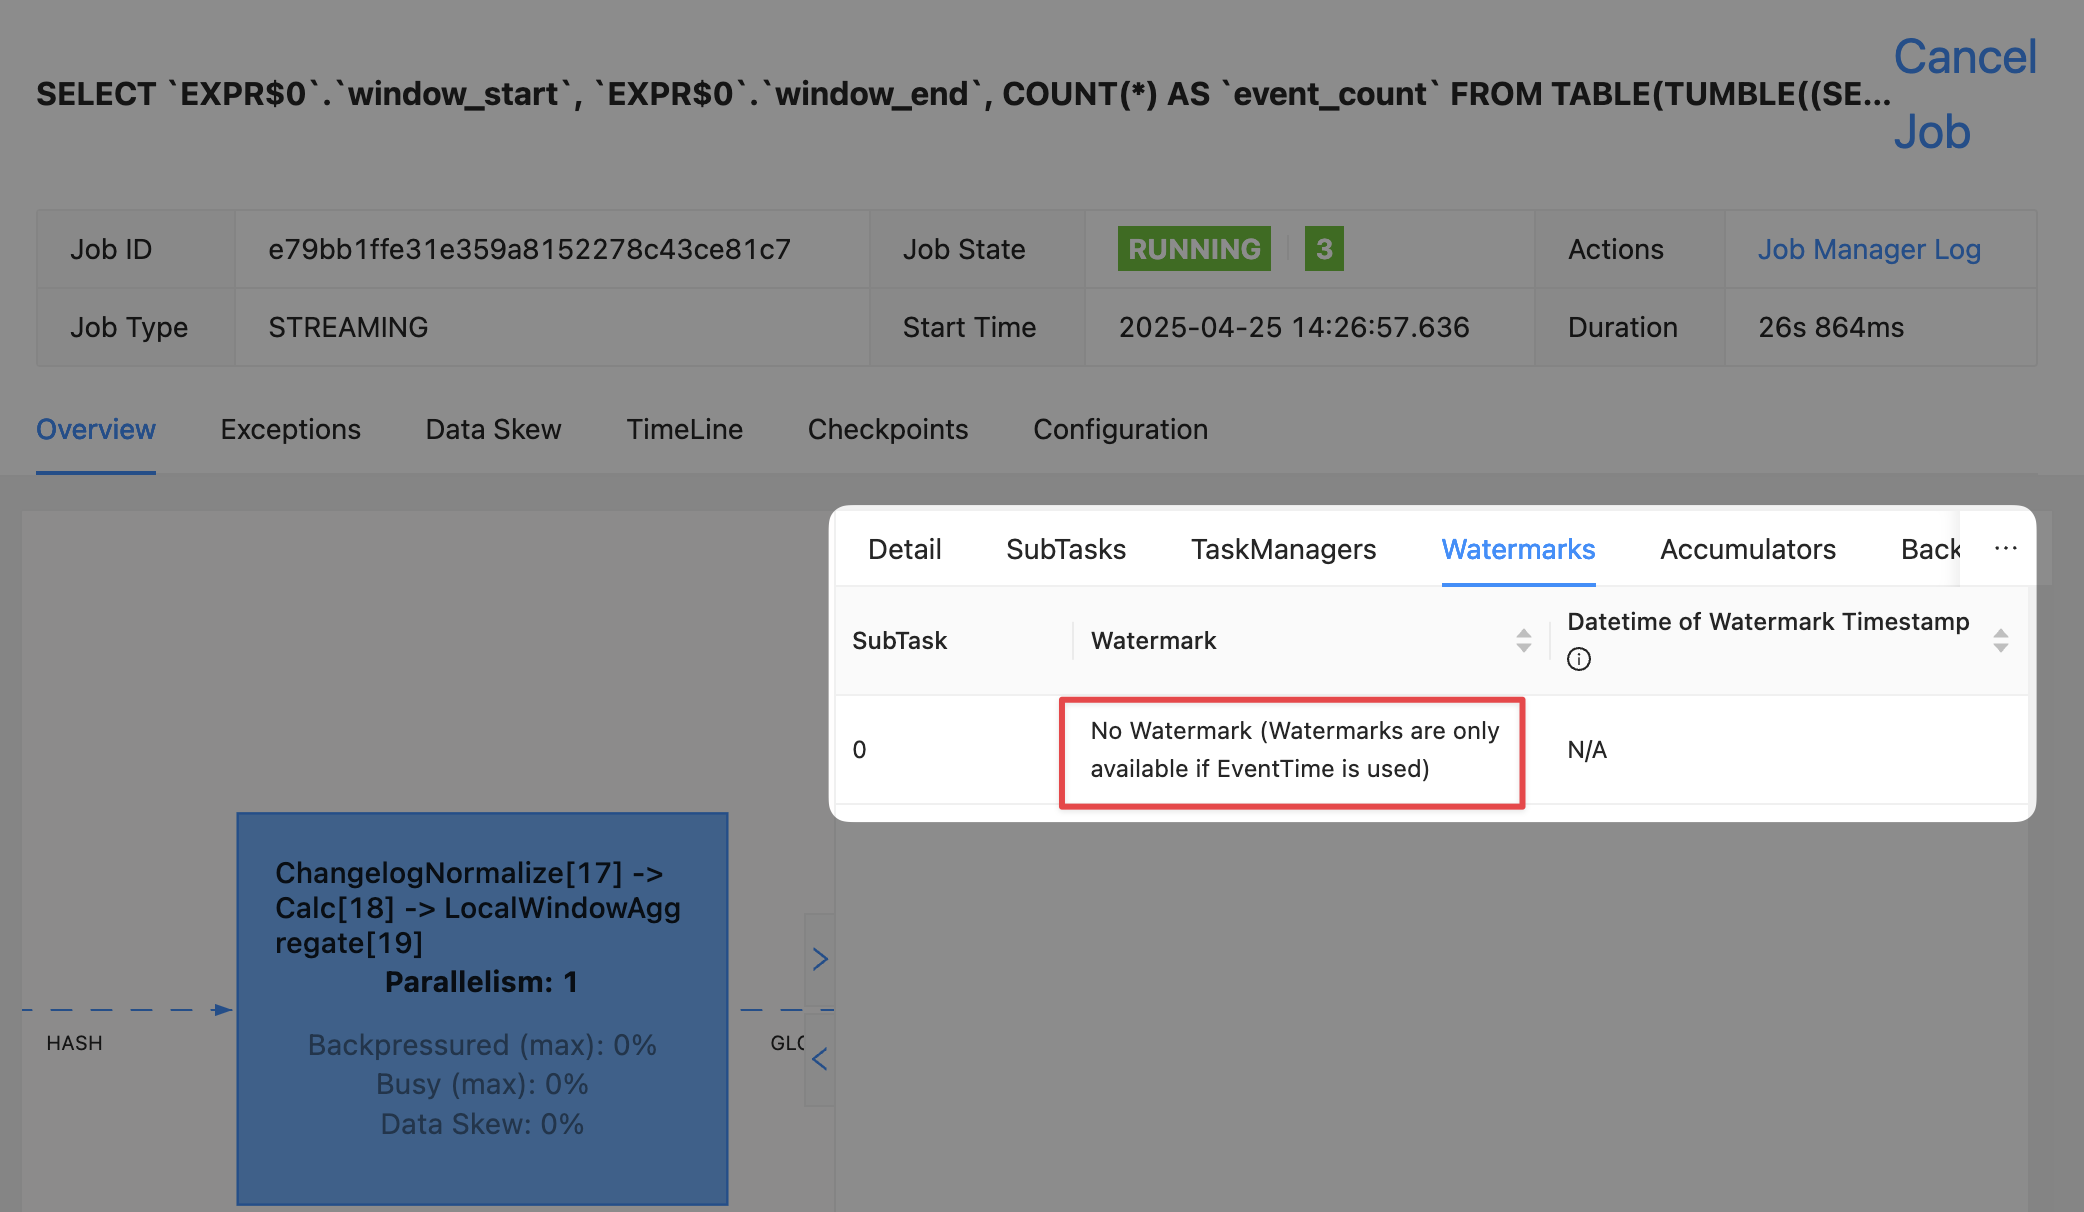 SELECT `EXPR$0`.`window_start`, `EXPR$0`.`window_end`, COUNT(*) AS `event_count` FROM TABLE(TUMBLE((SE...
Cancel
Job
Job ID
e79bb1ffe31e359a8152278c43ce81c7
Job State
RUNNING
3
Actions
Job Manager Log
Job Type
STREAMING
Start Time
2025-04-25 14:26:57.636
Duration
26s 864ms
Overview
Exceptions
Data Skew
TimeLine
Checkpoints
Configuration
Detail
SubTasks
TaskManagers
Watermarks
Accumulators
Back
...
SubTask
Watermark
Datetime of Watermark Timestamp
0
No Watermark (Watermarks are only
available if EventTime is used)
N/A
ChangelogNormalize[17] ->
Calc[18] -> LocalWindowAgg
regate[19]
Parallelism: 1
Backpressured (max): 0%
Busy (max): 0%
Data Skew: 0%
HASH
GLO